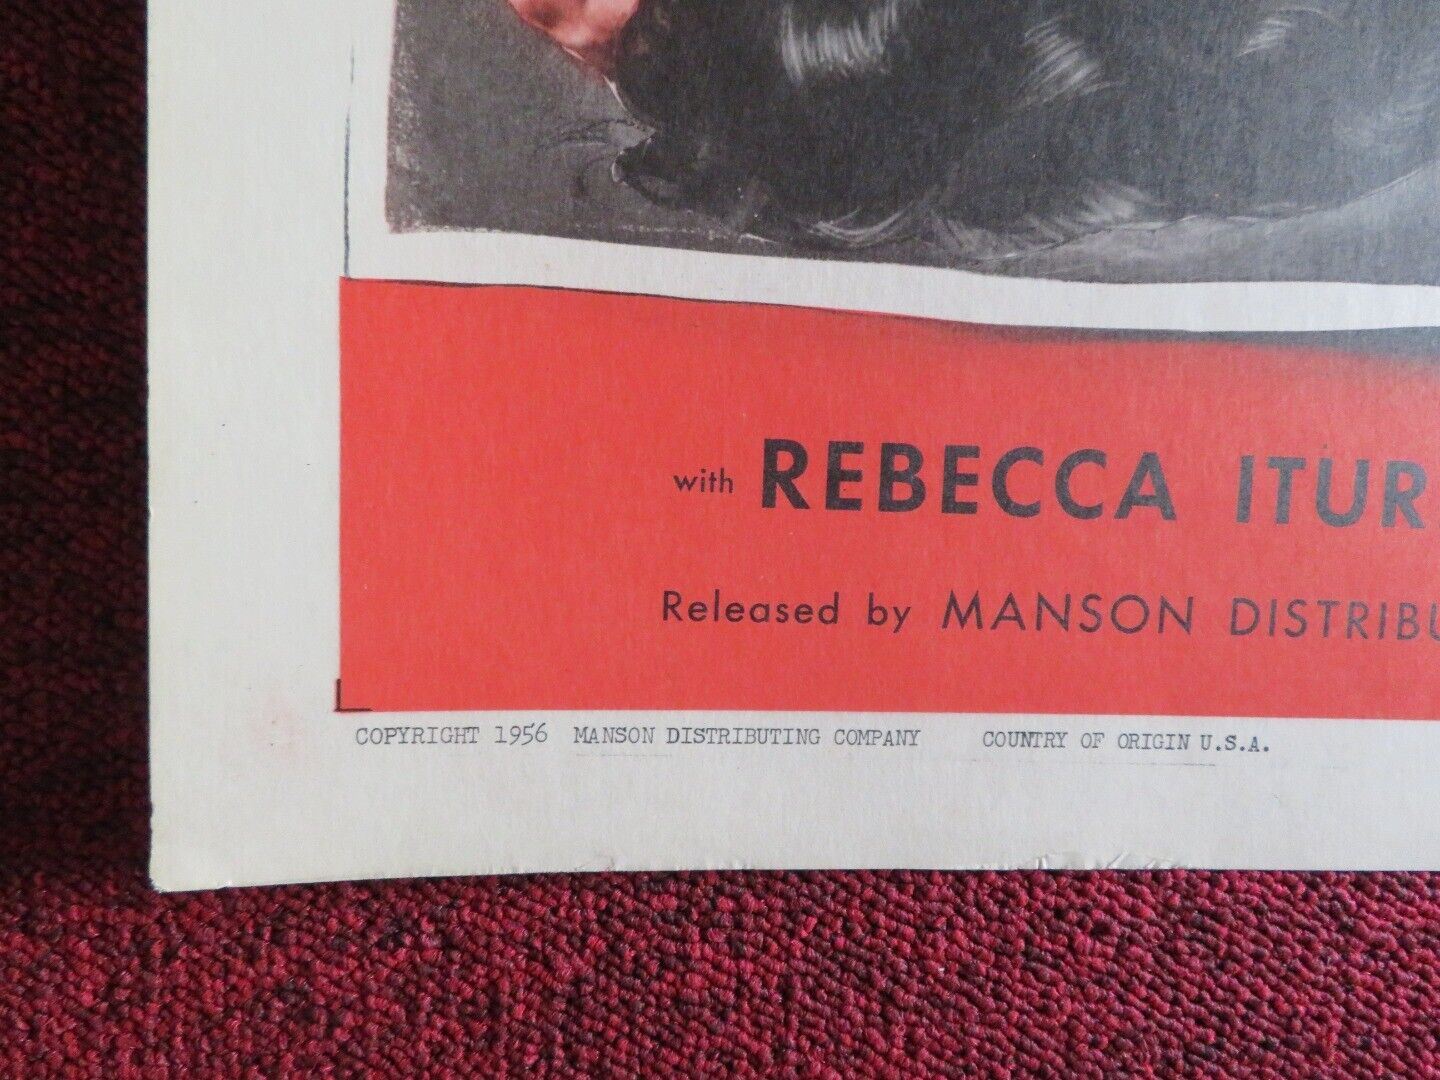 with REBECCA ITUR
Released by MANSON DISTRIBU
COPYRIGHT 1956 MANSON DISTRIBUTING COMPANY COUNTRY OF ORIGIN U.S.A.